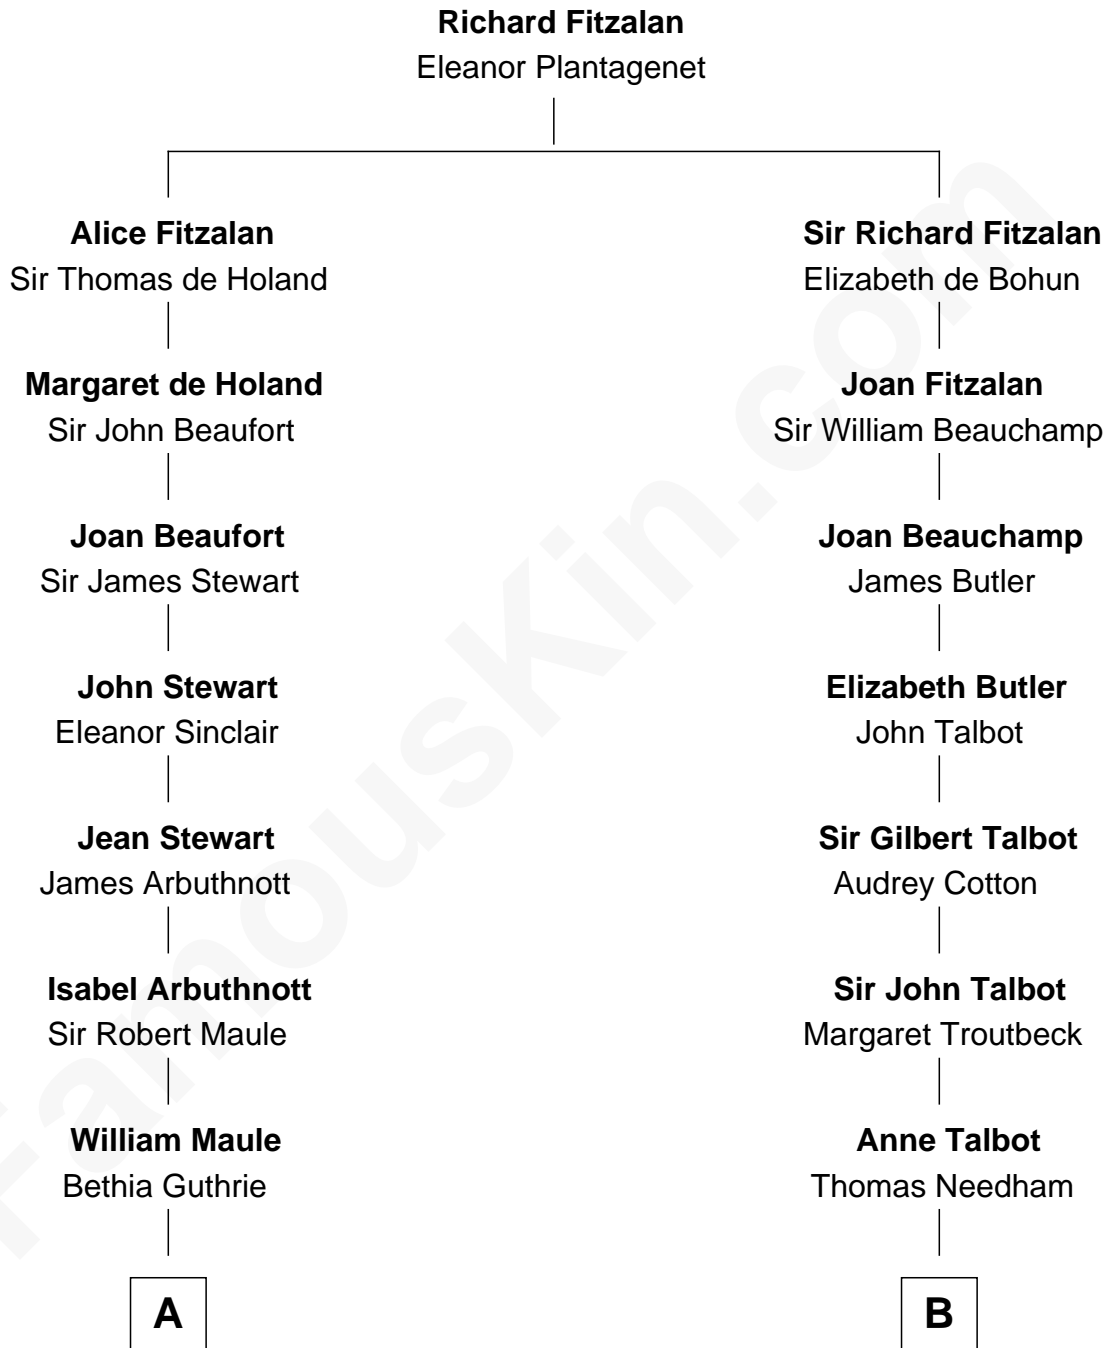 Richard Fitzalan
Eleanor Plantagenet
Alice Fitzalan
Sir Thomas de Holand
Sir Richard Fitzalan
Elizabeth de Bohun
Margaret de Holand
Sir John Beaufort
Joan Fitzalan
Sir William Beauchamp
Joan Beaufort
Sir James Stewart
Joan Beauchamp
James Butler
John Stewart
Eleanor Sinclair
Elizabeth Butler
John Talbot
Jean Stewart
James Arbuthnott
Sir Gilbert Talbot
Audrey Cotton
Isabel Arbuthnott
Sir Robert Maule
Sir John Talbot
Margaret Troutbeck
William Maule
Bethia Guthrie
Anne Talbot
Thomas Needham
A
B
FamousKin.com